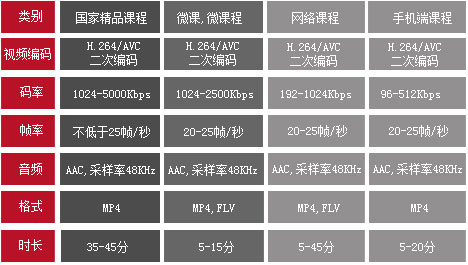 类别 国家精品课程 微课,微课程 网络课程 手机端课程
视频编码 H.264/AVC 二次编码 H.264/AVC 二次编码 H.264/AVC 二次编码 H.264/AVC 二次编码
码率 1024-5000Kbps 1024-2500Kbps 192-1024Kbps 96-512Kbps
帧率 不低于25帧/秒 20-25帧/秒 20-25帧/秒 20-25帧/秒
音频 AAC,采样率48KHz AAC,采样率48KHz AAC,采样率48KHz AAC,采样率48KHz
格式 MP4 MP4,FLV MP4,FLV MP4
时长 35-45分 5-15分 5-45分 5-20分